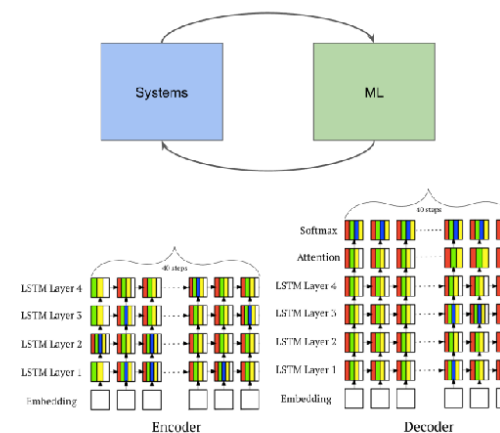 Systems
ML
40 steps
LSTM Layer 4
LSTM Layer 3
LSTM Layer 2
LSTM Layer 1
Embedding
Encoder
40 steps
Softmax
Attention
LSTM Layer 4
LSTM Layer 3
LSTM Layer 2
LSTM Layer 1
Embedding
Decoder